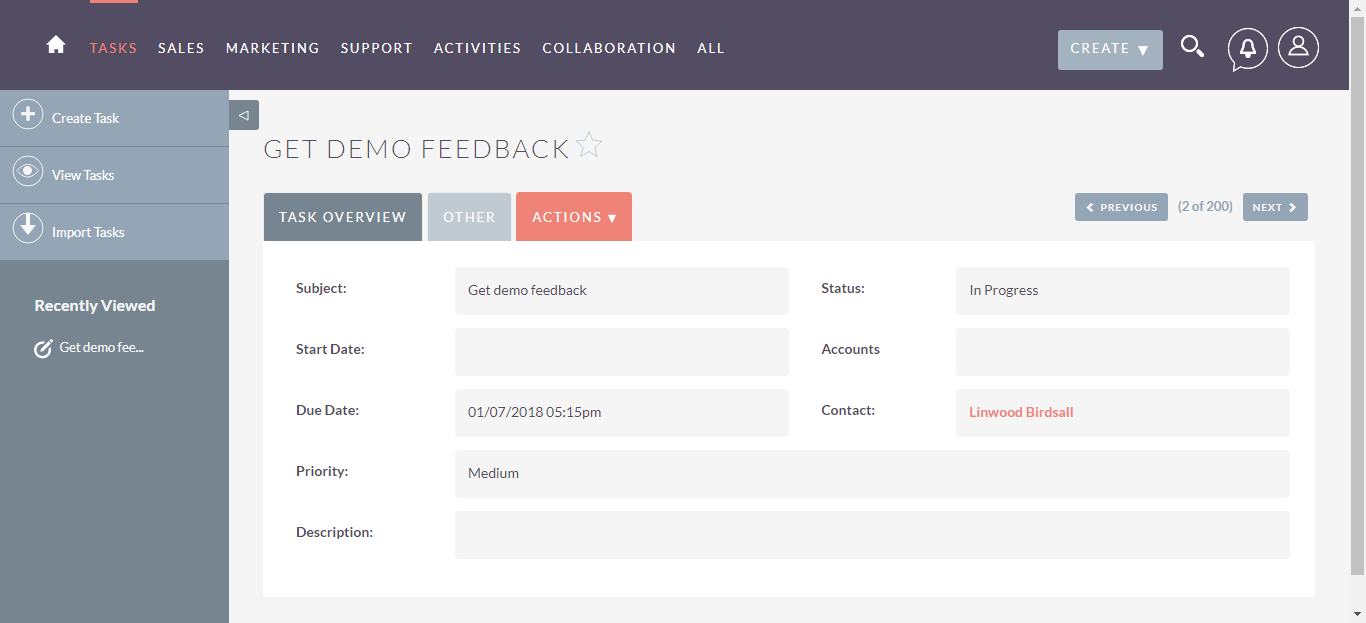 TASKS SALES MARKETING SUPPORT ACTIVITIES COLLABORATION ALL CREATE ▼
Create Task
View Tasks
Import Tasks
Recently Viewed
Get demo fee...
GET DEMO FEEDBACK
TASK OVERVIEW OTHER ACTIONS ▼ PREVIOUS (2 of 200) NEXT
Subject: Get demo feedback Status: In Progress
Start Date: Accounts
Due Date: 01/07/2018 05:15pm Contact: Linwood Birdsall
Priority: Medium
Description: